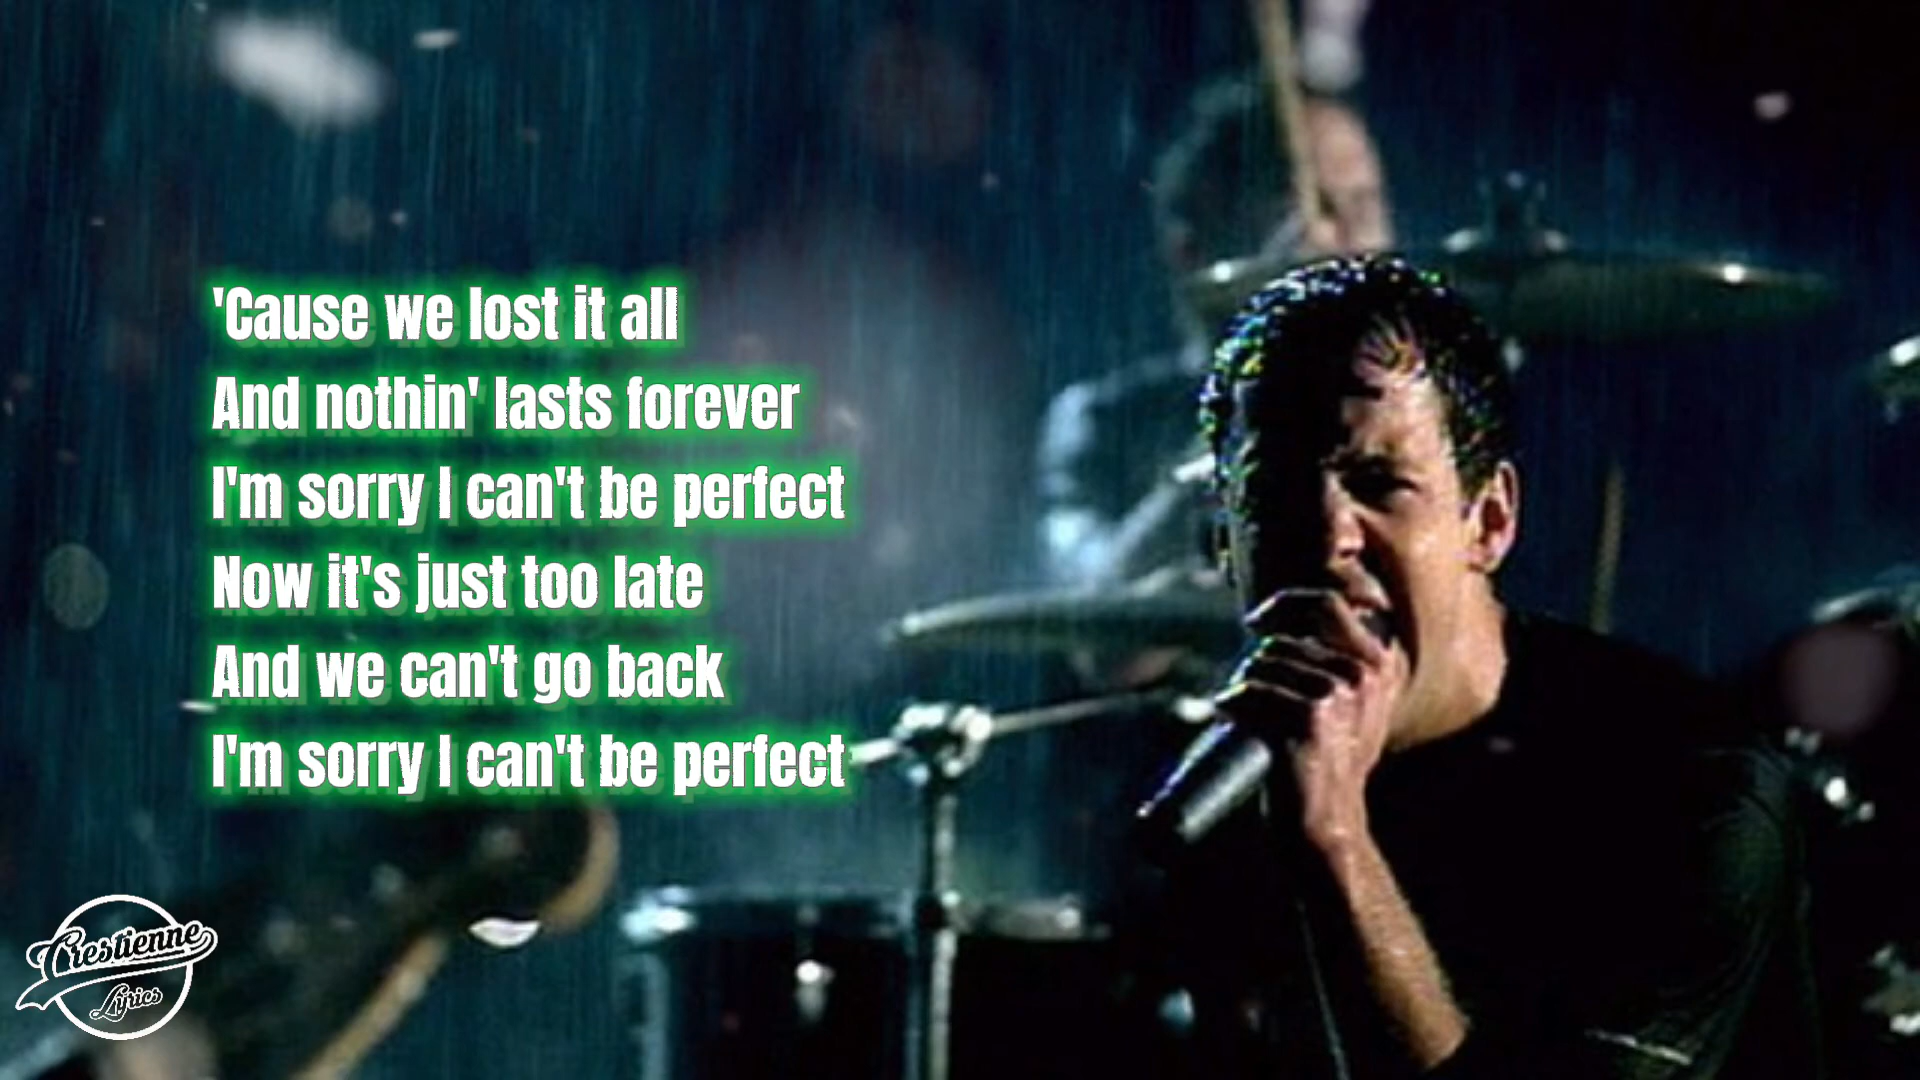 'Cause we lost it all
And nothin' lasts forever
I'm sorry I can't be perfect
Now it's just too late
And we can't go back
I'm sorry I can't be perfect
Crestienne
Lyrics